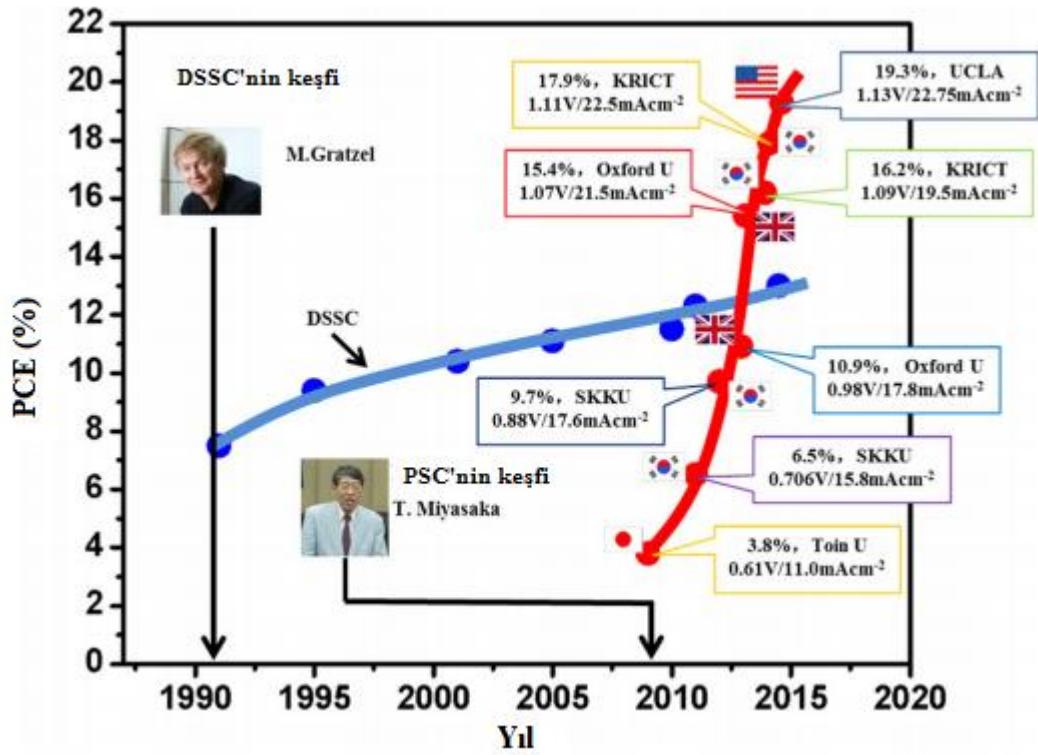 22
20
18
16
14
12
10
8
6
4
2
0
PCE (%)
DSSC'nin keşfi
M.Gratzel
17.9%, KRICT
1.11V/22.5mAcm⁻²
19.3%, UCLA
1.13V/22.75mAcm⁻²
15.4%, Oxford U
1.07V/21.5mAcm⁻²
16.2%, KRICT
1.09V/19.5mAcm⁻²
DSSC
9.7%, SKKU
0.88V/17.6mAcm⁻²
10.9%, Oxford U
0.98V/17.8mAcm⁻²
PSC'nin keşfi
T. Miyasaka
6.5%, SKKU
0.706V/15.8mAcm⁻²
3.8%, Toin U
0.61V/11.0mAcm⁻²
1990 1995 2000 2005 2010 2015 2020
Yıl